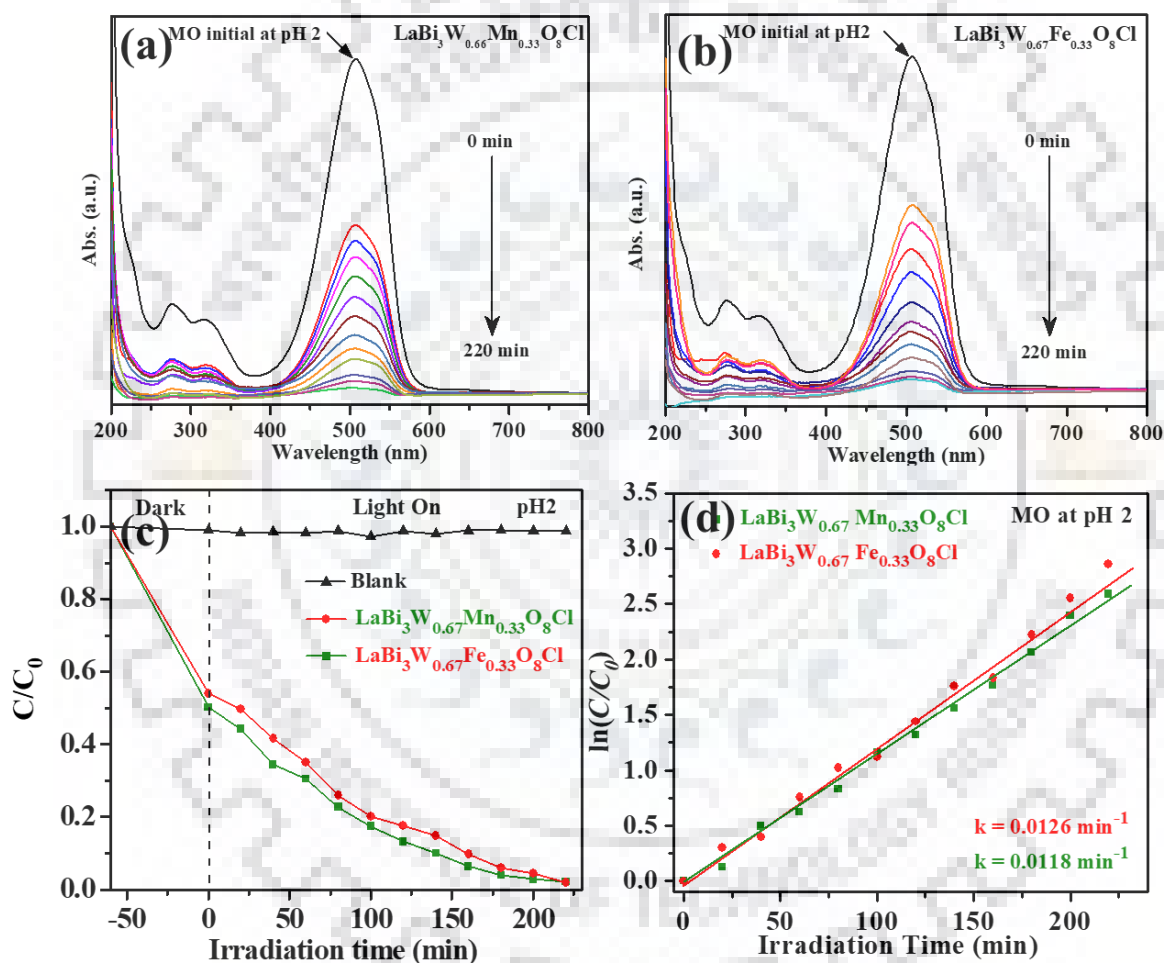 (a)
MO initial at pH 2
LaBi₃W₀.₆₆Mn₀.₃₃O₈Cl
0 min
220 min
Abs. (a.u.)
200 300 400 500 600 700 800
Wavelength (nm)
(b)
MO initial at pH2
LaBi₃W₀.₆₇Fe₀.₃₃O₈Cl
0 min
220 min
Abs. (a.u.)
200 300 400 500 600 700 800
Wavelength (nm)
(c)
Dark
Light On
pH2
Blank
LaBi₃W₀.₆₇Mn₀.₃₃O₈Cl
LaBi₃W₀.₆₇Fe₀.₃₃O₈Cl
C/C₀
1.0
0.8
0.6
0.4
0.2
0.0
-50 0 50 100 150 200
Irradiation time (min)
(d)
LaBi₃W₀.₆₇ Mn₀.₃₃O₈Cl
MO at pH 2
LaBi₃W₀.₆₇ Fe₀.₃₃O₈Cl
ln(C/C₀)
3.5
3.0
2.5
2.0
1.5
1.0
0.5
0.0
k = 0.0126 min⁻¹
k = 0.0118 min⁻¹
0 50 100 150 200
Irradiation Time (min)